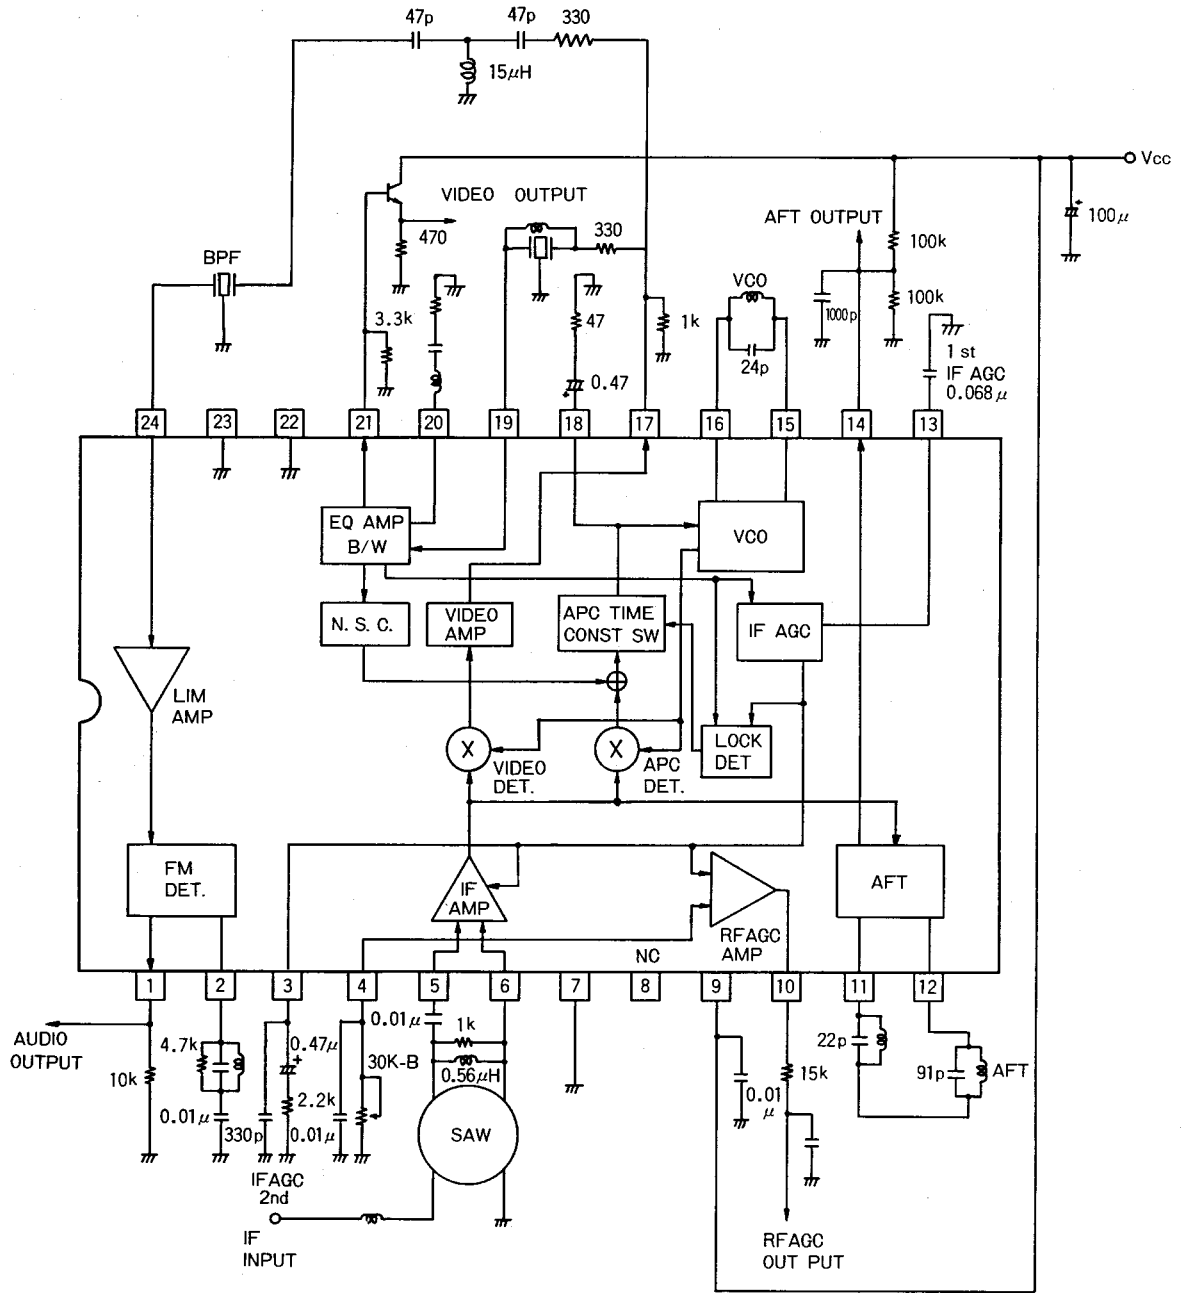 47p
47p
330
15μH
Vcc
VIDEO OUTPUT
AFT OUTPUT
100μ
470
330
100k
BPF
VCO
3.3k
47
1k
1000p
100k
24p
1 st
IF AGC
0.068μ
0.47
24
23
22
21
20
19
18
17
16
15
14
13
EQ AMP
B/W
VCO
N. S. C.
VIDEO
AMP
APC TIME
CONST SW
IF AGC
LIM
AMP
X
X
LOCK
DET
VIDEO
DET.
APC
DET.
FM
DET.
IF
AMP
AFT
RFAGC
AMP
NC
1
2
3
4
5
6
7
8
9
10
11
12
AUDIO
OUTPUT
10k
4.7k
0.01μ
330p
0.47μ
2.2k
0.01μ
30K-B
0.01μ
1k
0.56μH
SAW
0.01
μ
15k
22p
91p
AFT
IFAGC
2nd
IF
INPUT
RFAGC
OUT PUT